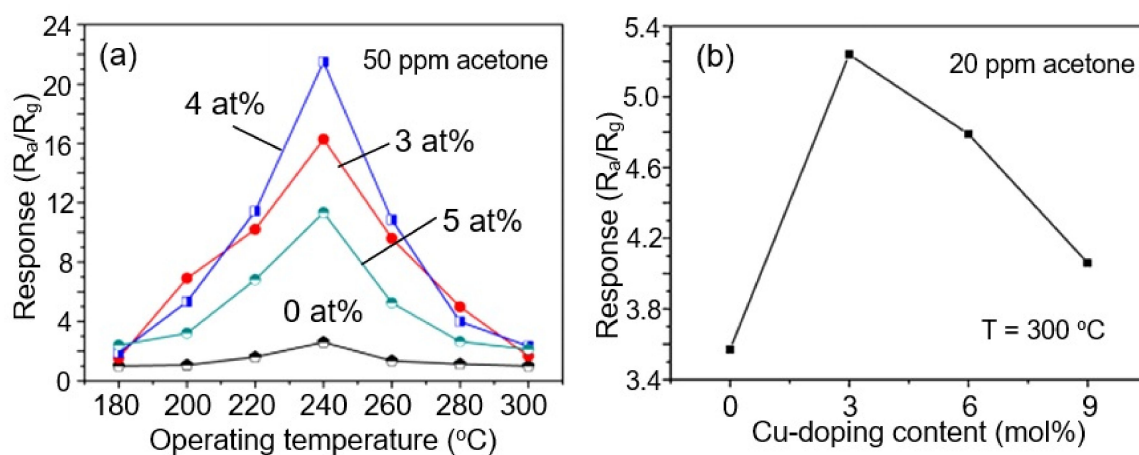 (a)
50 ppm acetone
4 at%
3 at%
5 at%
0 at%
Response (Ra/Rg)
24
20
16
12
8
4
0
180 200 220 240 260 280 300
Operating temperature (oC)
(b)
20 ppm acetone
T = 300 oC
Response (Ra/Rg)
5.4
5.0
4.6
4.2
3.8
3.4
0 3 6 9
Cu-doping content (mol%)